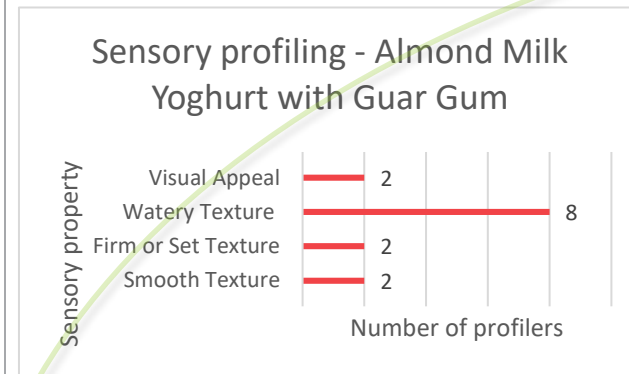 Sensory profiling - Almond Milk
Yoghurt with Guar Gum
Sensory property
Visual Appeal 2
Watery Texture 8
Firm or Set Texture 2
Smooth Texture 2
Number of profilers